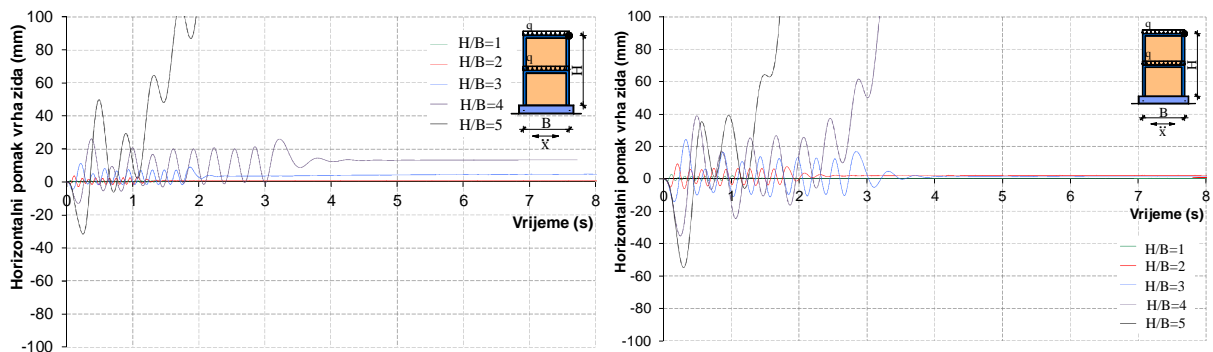 Horizontalni pomak vrha zida (mm)
100
80
60
40
20
0
-20
-40
-60
-80
-100
H/B=1
H/B=2
H/B=3
H/B=4
H/B=5
q
q
H
B
X
0 1 2 3 4 5 6 7 8
Vrijeme (s)
Horizontalni pomak vrha zida (mm)
100
80
60
40
20
0
-20
-40
-60
-80
-100
q
q
H
B
X
0 1 2 3 4 5 6 7 8
Vrijeme (s)
H/B=1
H/B=2
H/B=3
H/B=4
H/B=5